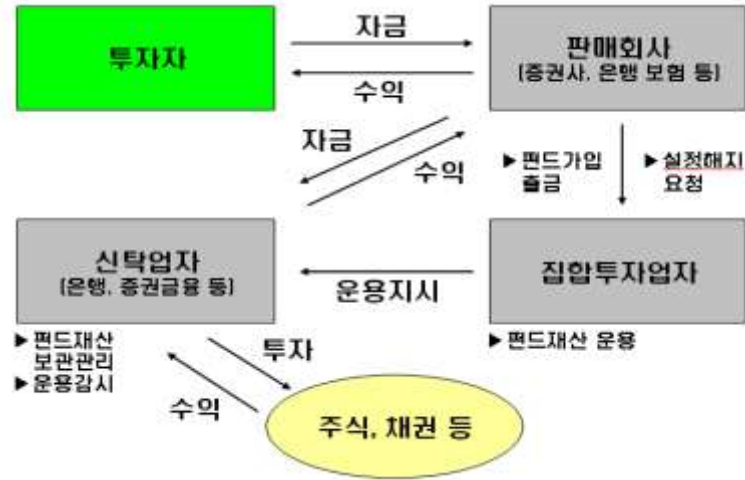 투자자
자금
수익
판매회사
(증권사, 은행 보험 등)
자금
수익
▶ 펀드가입
출금
▶ 설정해지
요청
신탁업자
(은행, 증권금융 등)
운용지시
집합투자업자
▶ 펀드재산
보관관리
▶ 운용감시
투자
수익
▶ 펀드재산 운용
주식, 채권 등